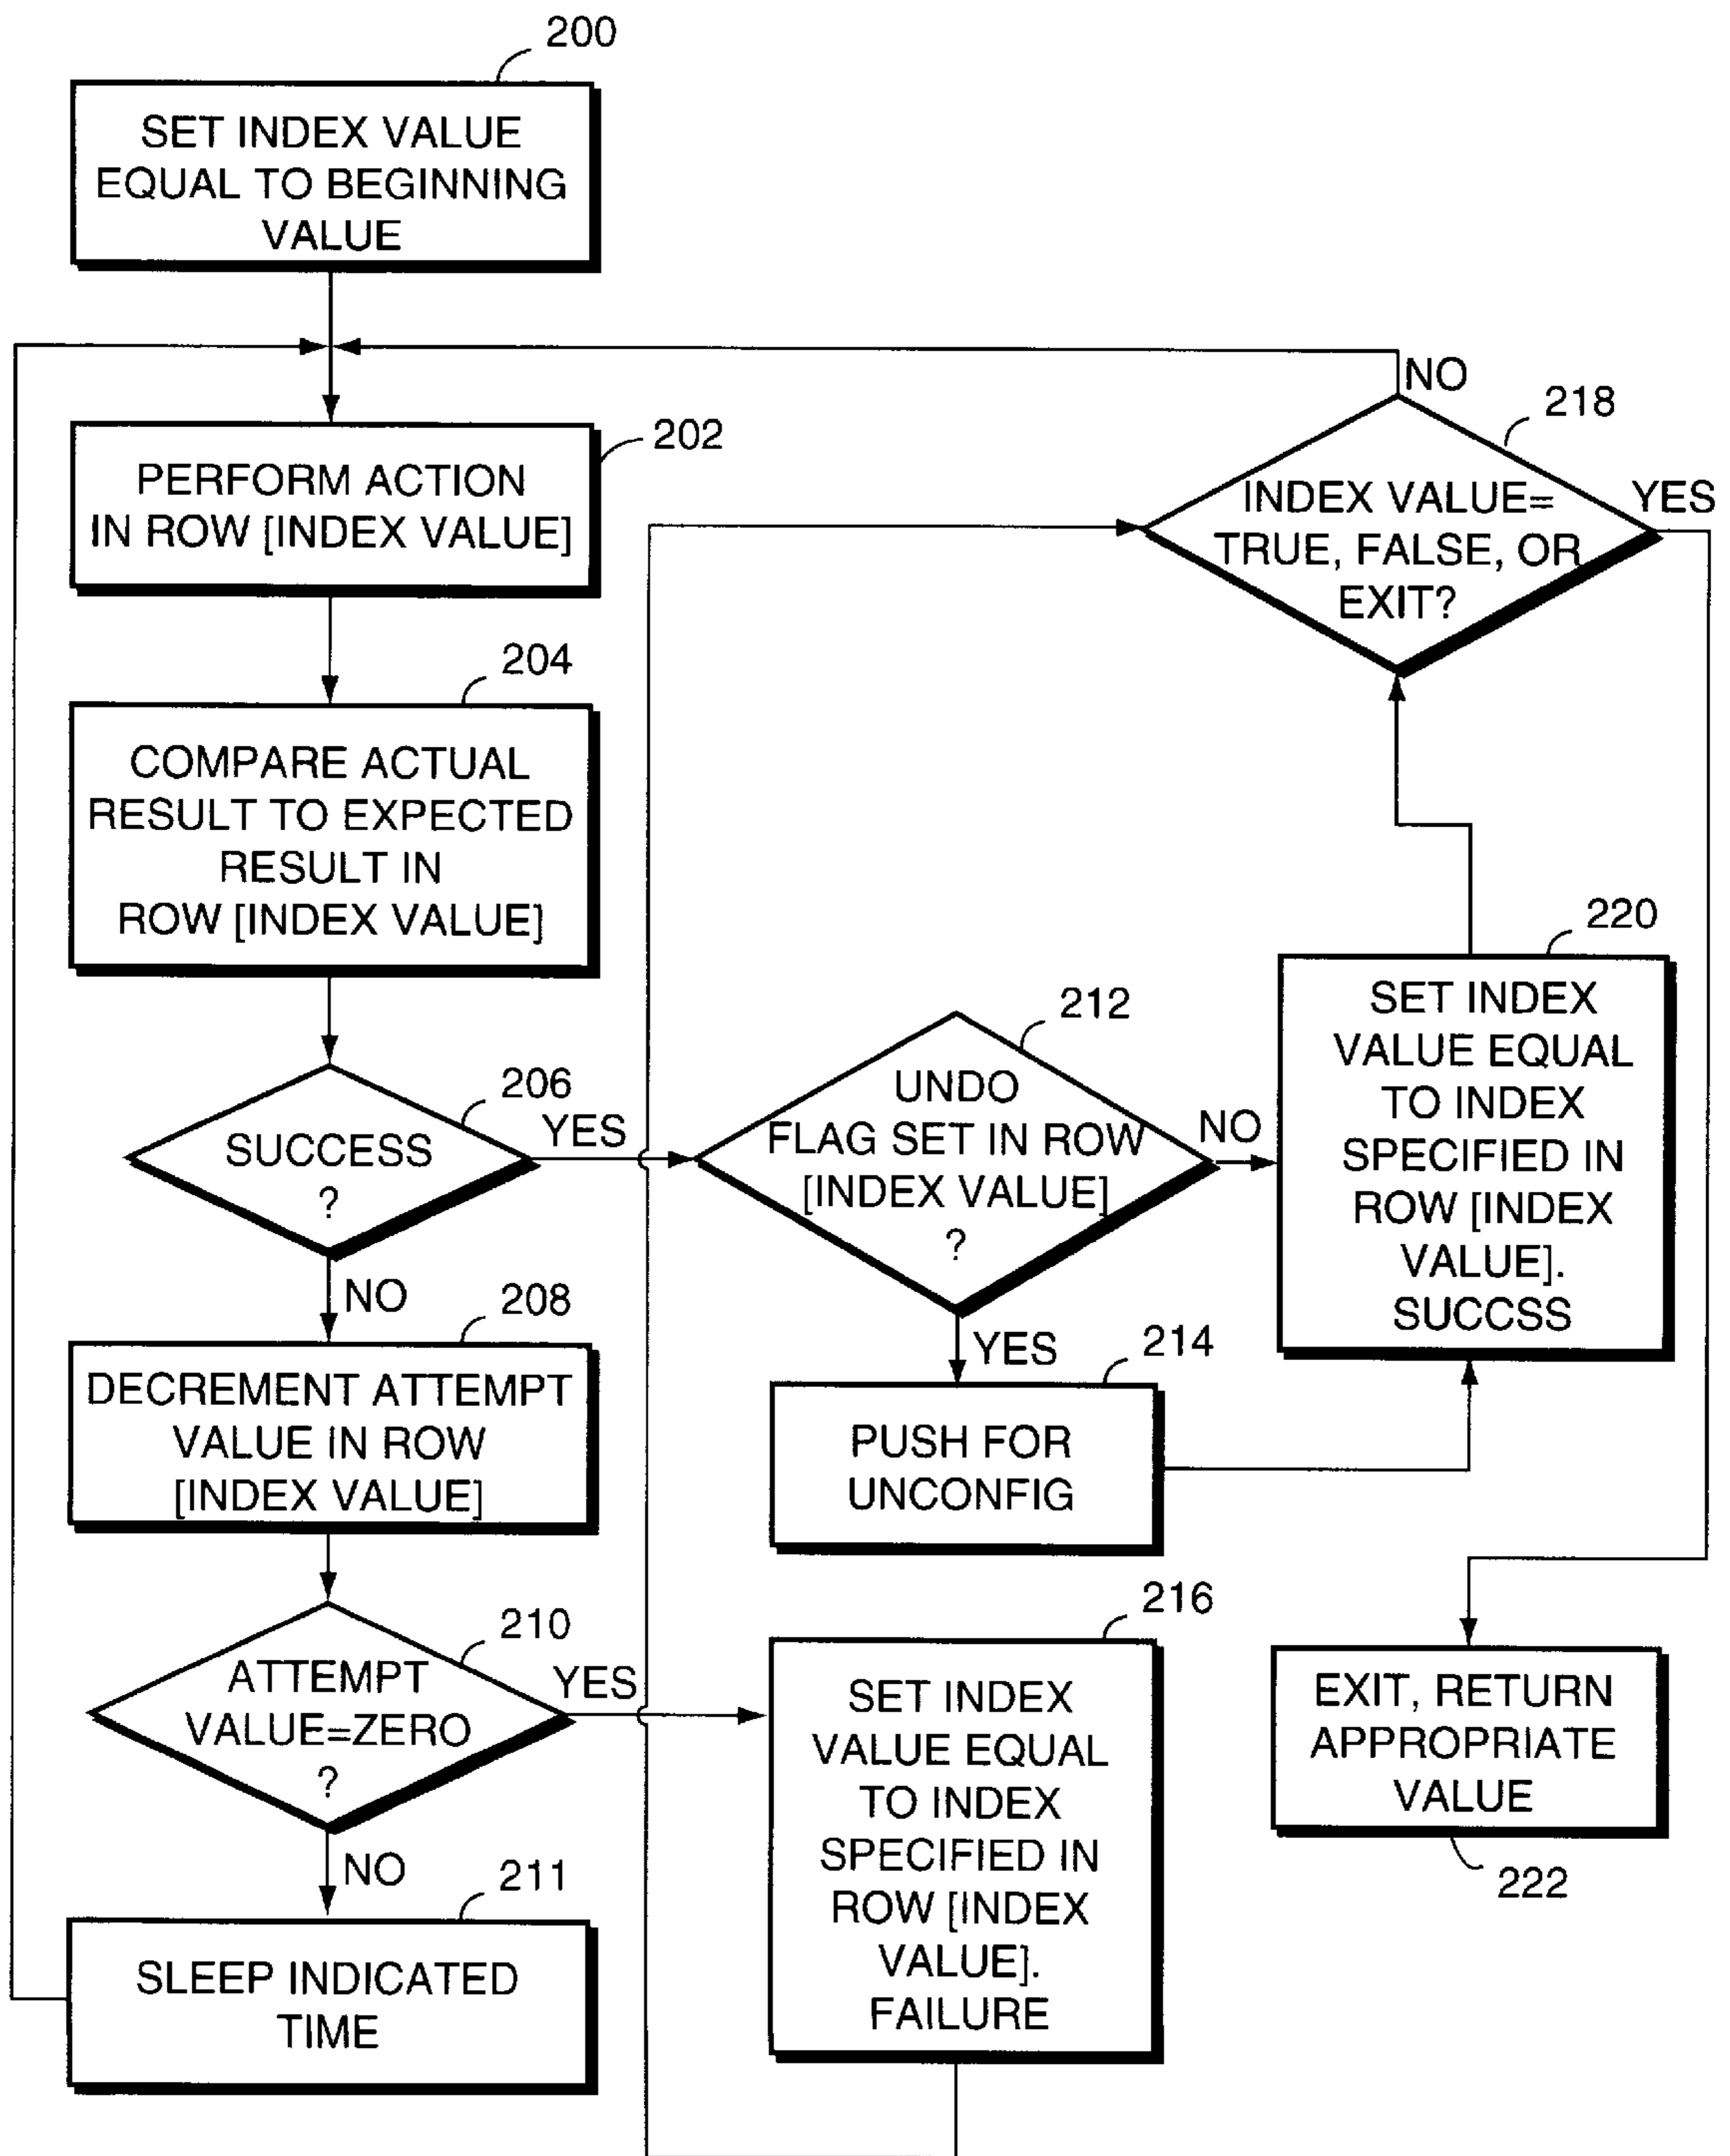 200
SET INDEX VALUE
EQUAL TO BEGINNING
VALUE
202
PERFORM ACTION
IN ROW [INDEX VALUE]
204
COMPARE ACTUAL
RESULT TO EXPECTED
RESULT IN
ROW [INDEX VALUE]
206
SUCCESS
?
YES
NO
208
DECREMENT ATTEMPT
VALUE IN ROW
[INDEX VALUE]
210
ATTEMPT
VALUE=ZERO
?
YES
NO
211
SLEEP INDICATED
TIME
212
UNDO
FLAG SET IN ROW
[INDEX VALUE]
?
NO
YES
214
PUSH FOR
UNCONFIG
216
SET INDEX
VALUE EQUAL
TO INDEX
SPECIFIED IN
ROW [INDEX
VALUE].
FAILURE
NO
218
INDEX VALUE=
TRUE, FALSE, OR
EXIT?
YES
220
SET INDEX
VALUE EQUAL
TO INDEX
SPECIFIED IN
ROW [INDEX
VALUE].
SUCCSS
EXIT, RETURN
APPROPRIATE
VALUE
222